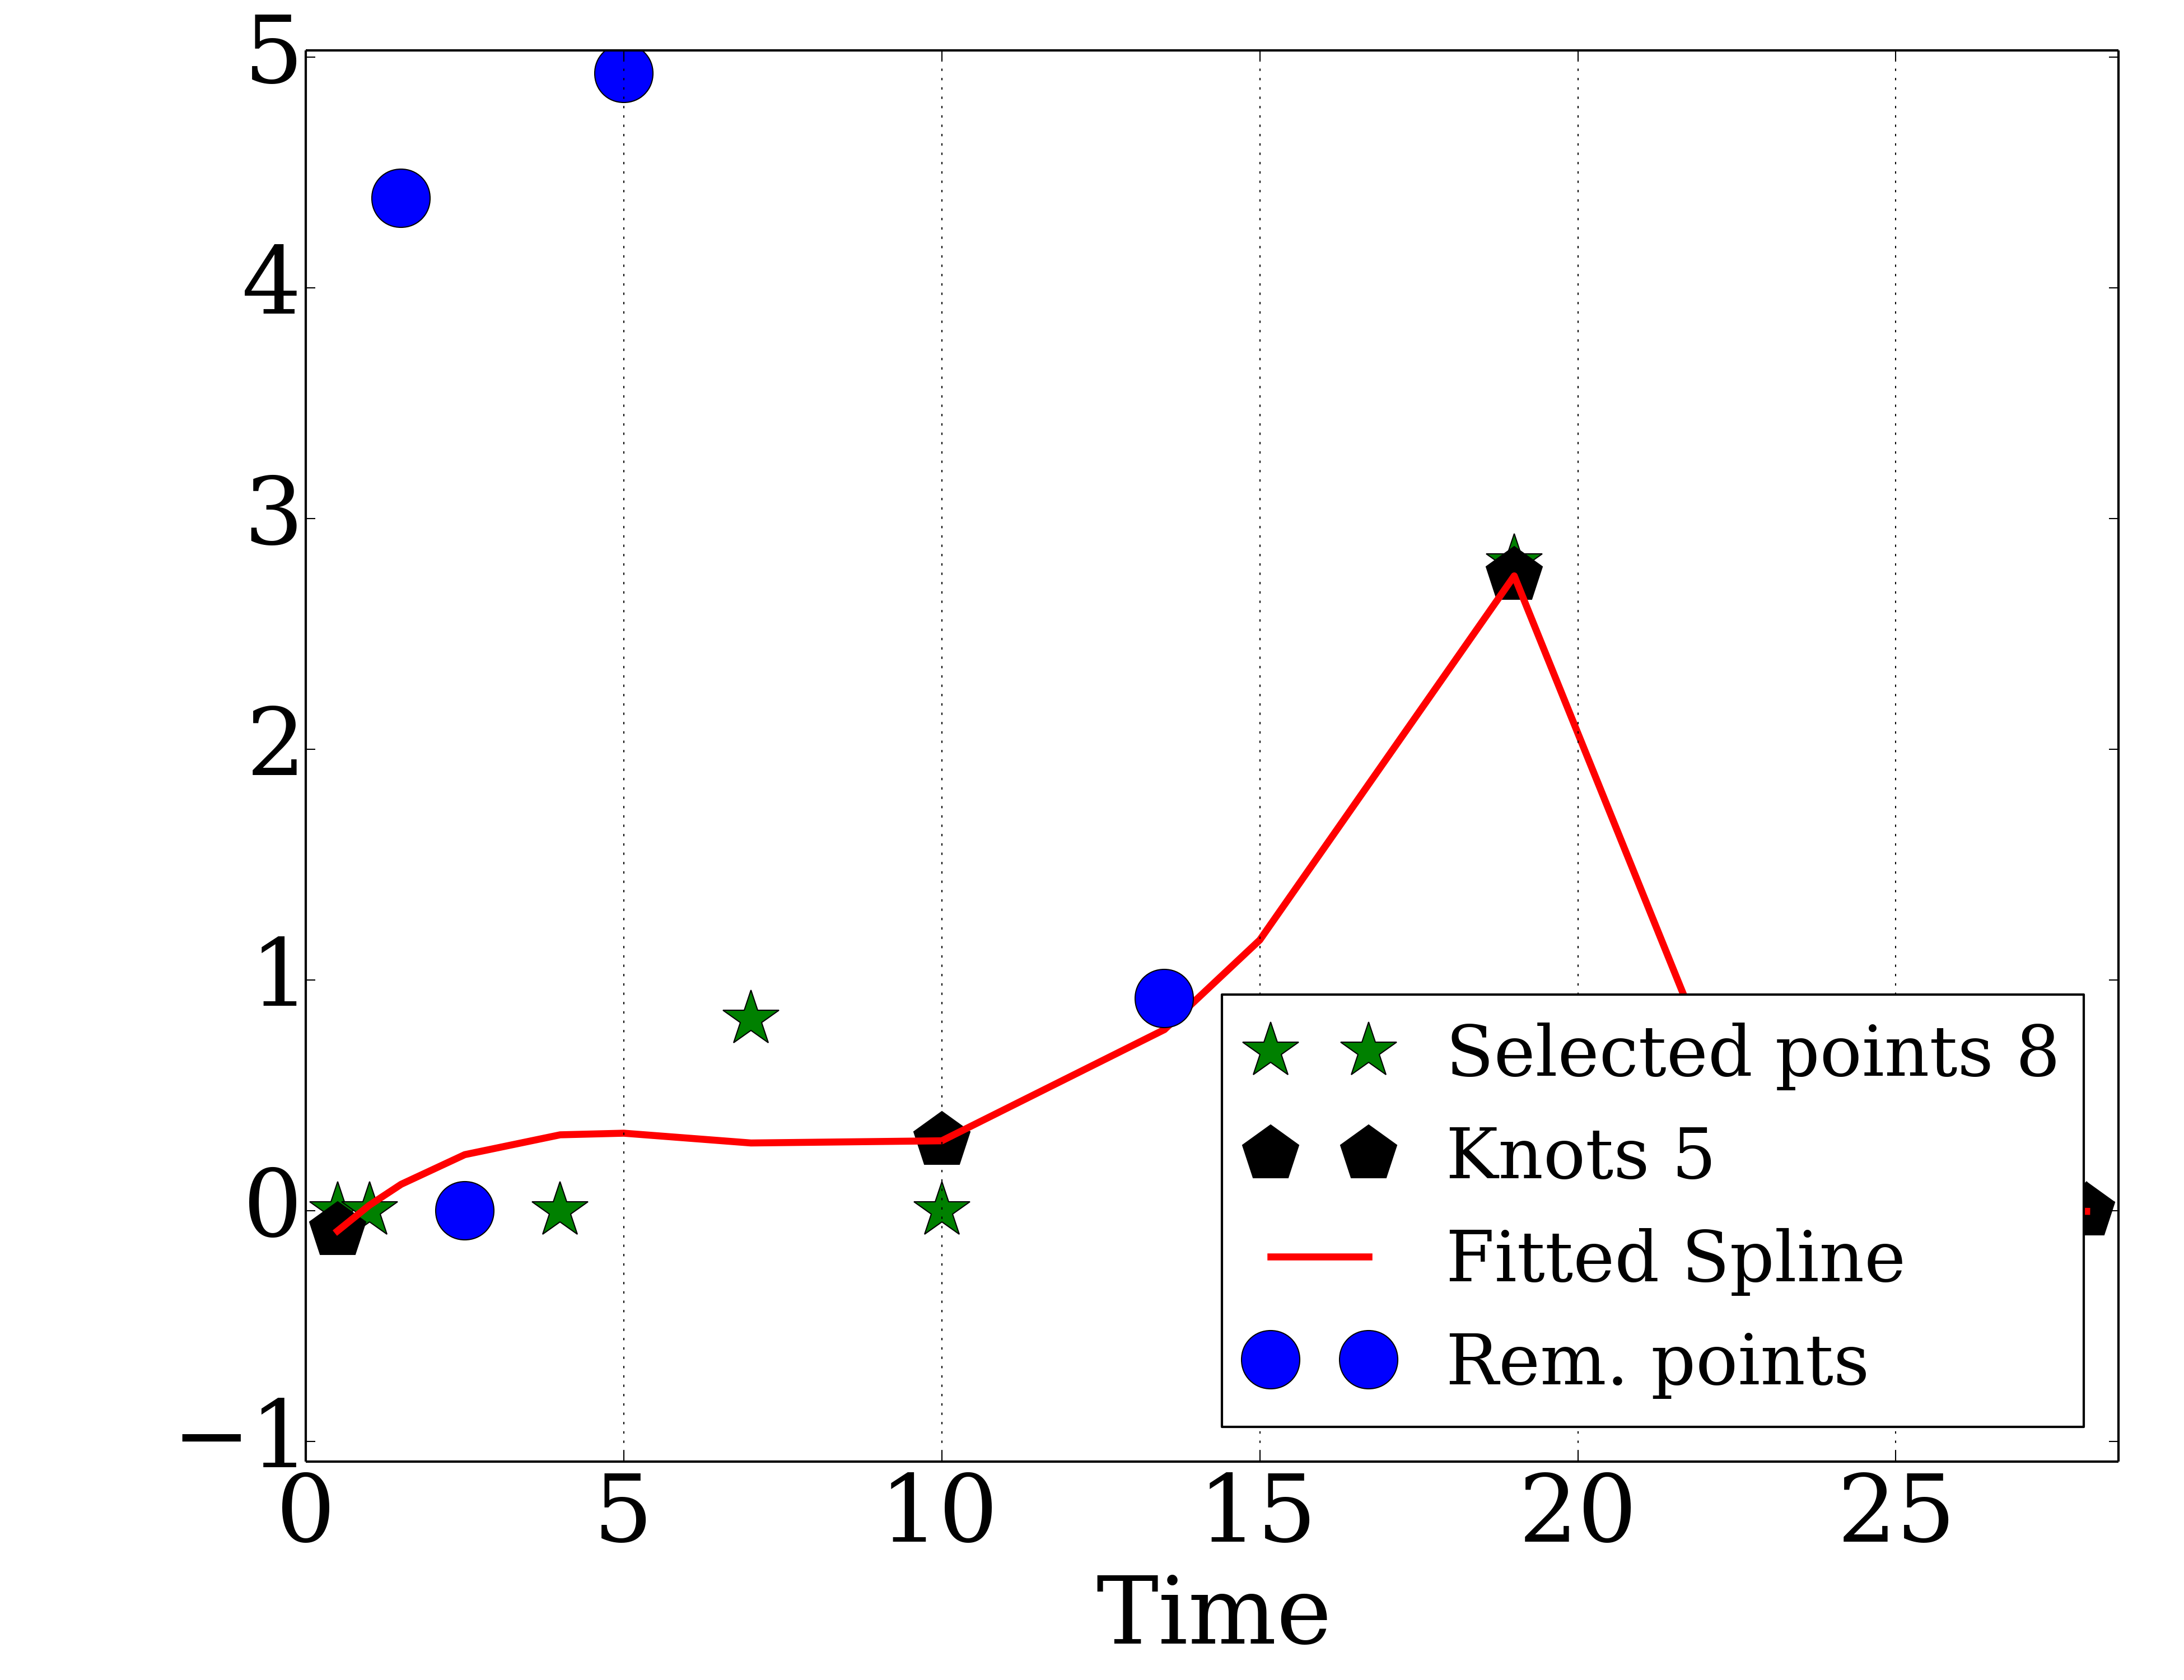 5
4
3
2
1
0
−1
Selected points 8
Knots 5
Fitted Spline
Rem. points
0 5 10 15 20 25
Time